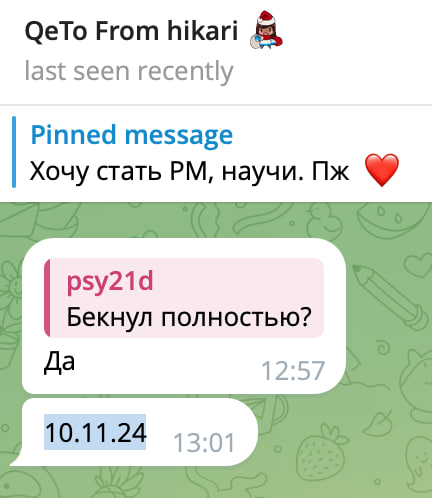 QeTo From hikari
last seen recently
Pinned message
Хочу стать PM, научи. Пж
psy21d
Бекнул полностью?
Да
12:57
10.11.24
13:01